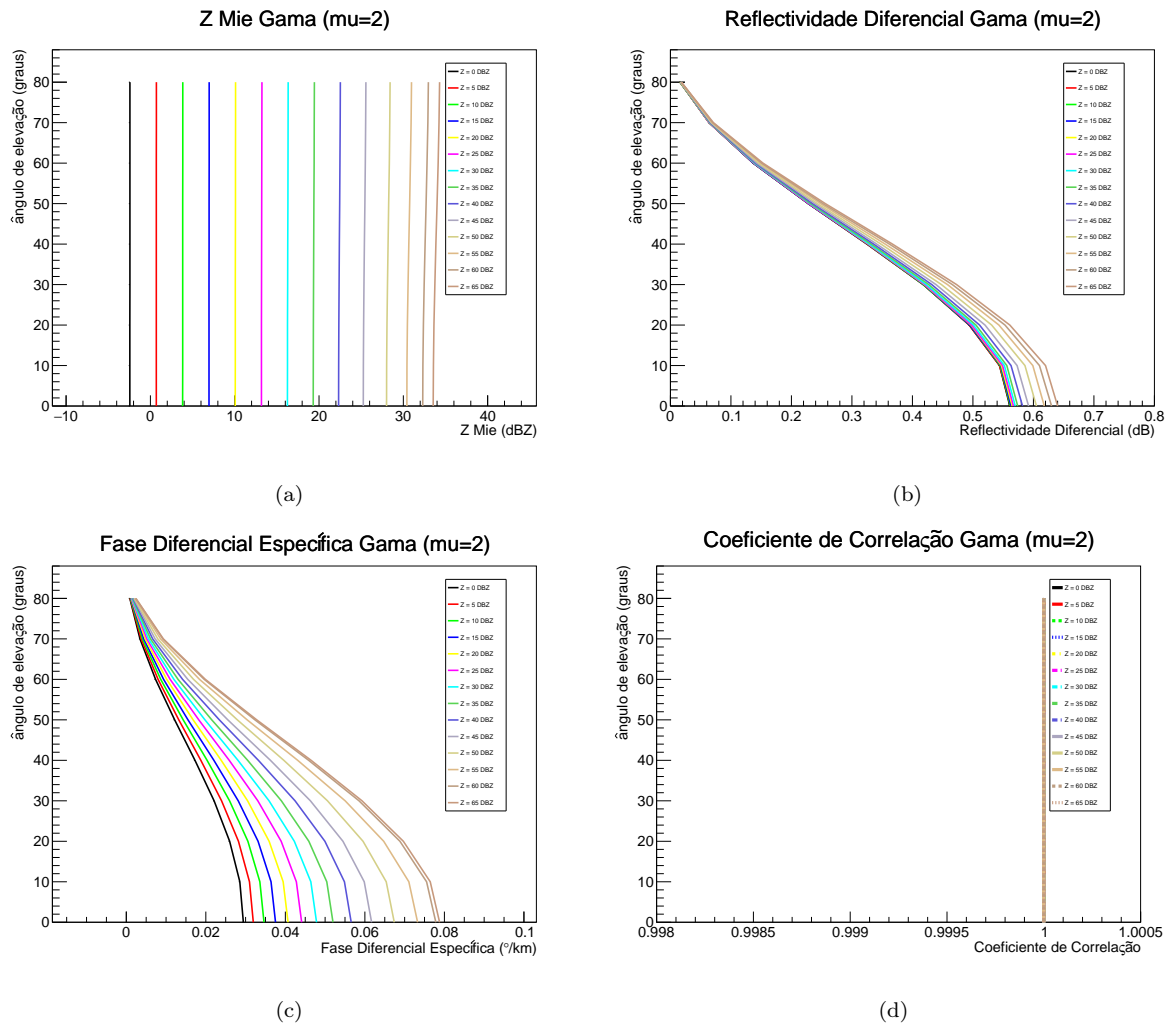 Z Mie Gama (mu=2)
ângulo de elevação (graus)
80
70
60
50
40
30
20
10
0
−10 0 10 20 30 40
Z Mie (dBZ)
Z = 0 DBZ
Z = 5 DBZ
Z = 10 DBZ
Z = 15 DBZ
Z = 20 DBZ
Z = 25 DBZ
Z = 30 DBZ
Z = 35 DBZ
Z = 40 DBZ
Z = 45 DBZ
Z = 50 DBZ
Z = 55 DBZ
Z = 60 DBZ
Z = 65 DBZ
(a)
Reflectividade Diferencial Gama (mu=2)
ângulo de elevação (graus)
80
70
60
50
40
30
20
10
0
0 0.1 0.2 0.3 0.4 0.5 0.6 0.7 0.8
Reflectividade Diferencial (dB)
Z = 0 DBZ
Z = 5 DBZ
Z = 10 DBZ
Z = 15 DBZ
Z = 20 DBZ
Z = 25 DBZ
Z = 30 DBZ
Z = 35 DBZ
Z = 40 DBZ
Z = 45 DBZ
Z = 50 DBZ
Z = 55 DBZ
Z = 60 DBZ
Z = 65 DBZ
(b)
Fase Diferencial Específica Gama (mu=2)
ângulo de elevação (graus)
80
70
60
50
40
30
20
10
0
0 0.02 0.04 0.06 0.08 0.1
Fase Diferencial Específica (°/km)
Z = 0 DBZ
Z = 5 DBZ
Z = 10 DBZ
Z = 15 DBZ
Z = 20 DBZ
Z = 25 DBZ
Z = 30 DBZ
Z = 35 DBZ
Z = 40 DBZ
Z = 45 DBZ
Z = 50 DBZ
Z = 55 DBZ
Z = 60 DBZ
Z = 65 DBZ
(c)
Coeficiente de Correlação Gama (mu=2)
ângulo de elevação (graus)
80
70
60
50
40
30
20
10
0
0.998 0.9985 0.999 0.9995 1 1.0005
Coeficiente de Correlação
Z = 0 DBZ
Z = 5 DBZ
Z = 10 DBZ
Z = 15 DBZ
Z = 20 DBZ
Z = 25 DBZ
Z = 30 DBZ
Z = 35 DBZ
Z = 40 DBZ
Z = 45 DBZ
Z = 50 DBZ
Z = 55 DBZ
Z = 60 DBZ
Z = 65 DBZ
(d)